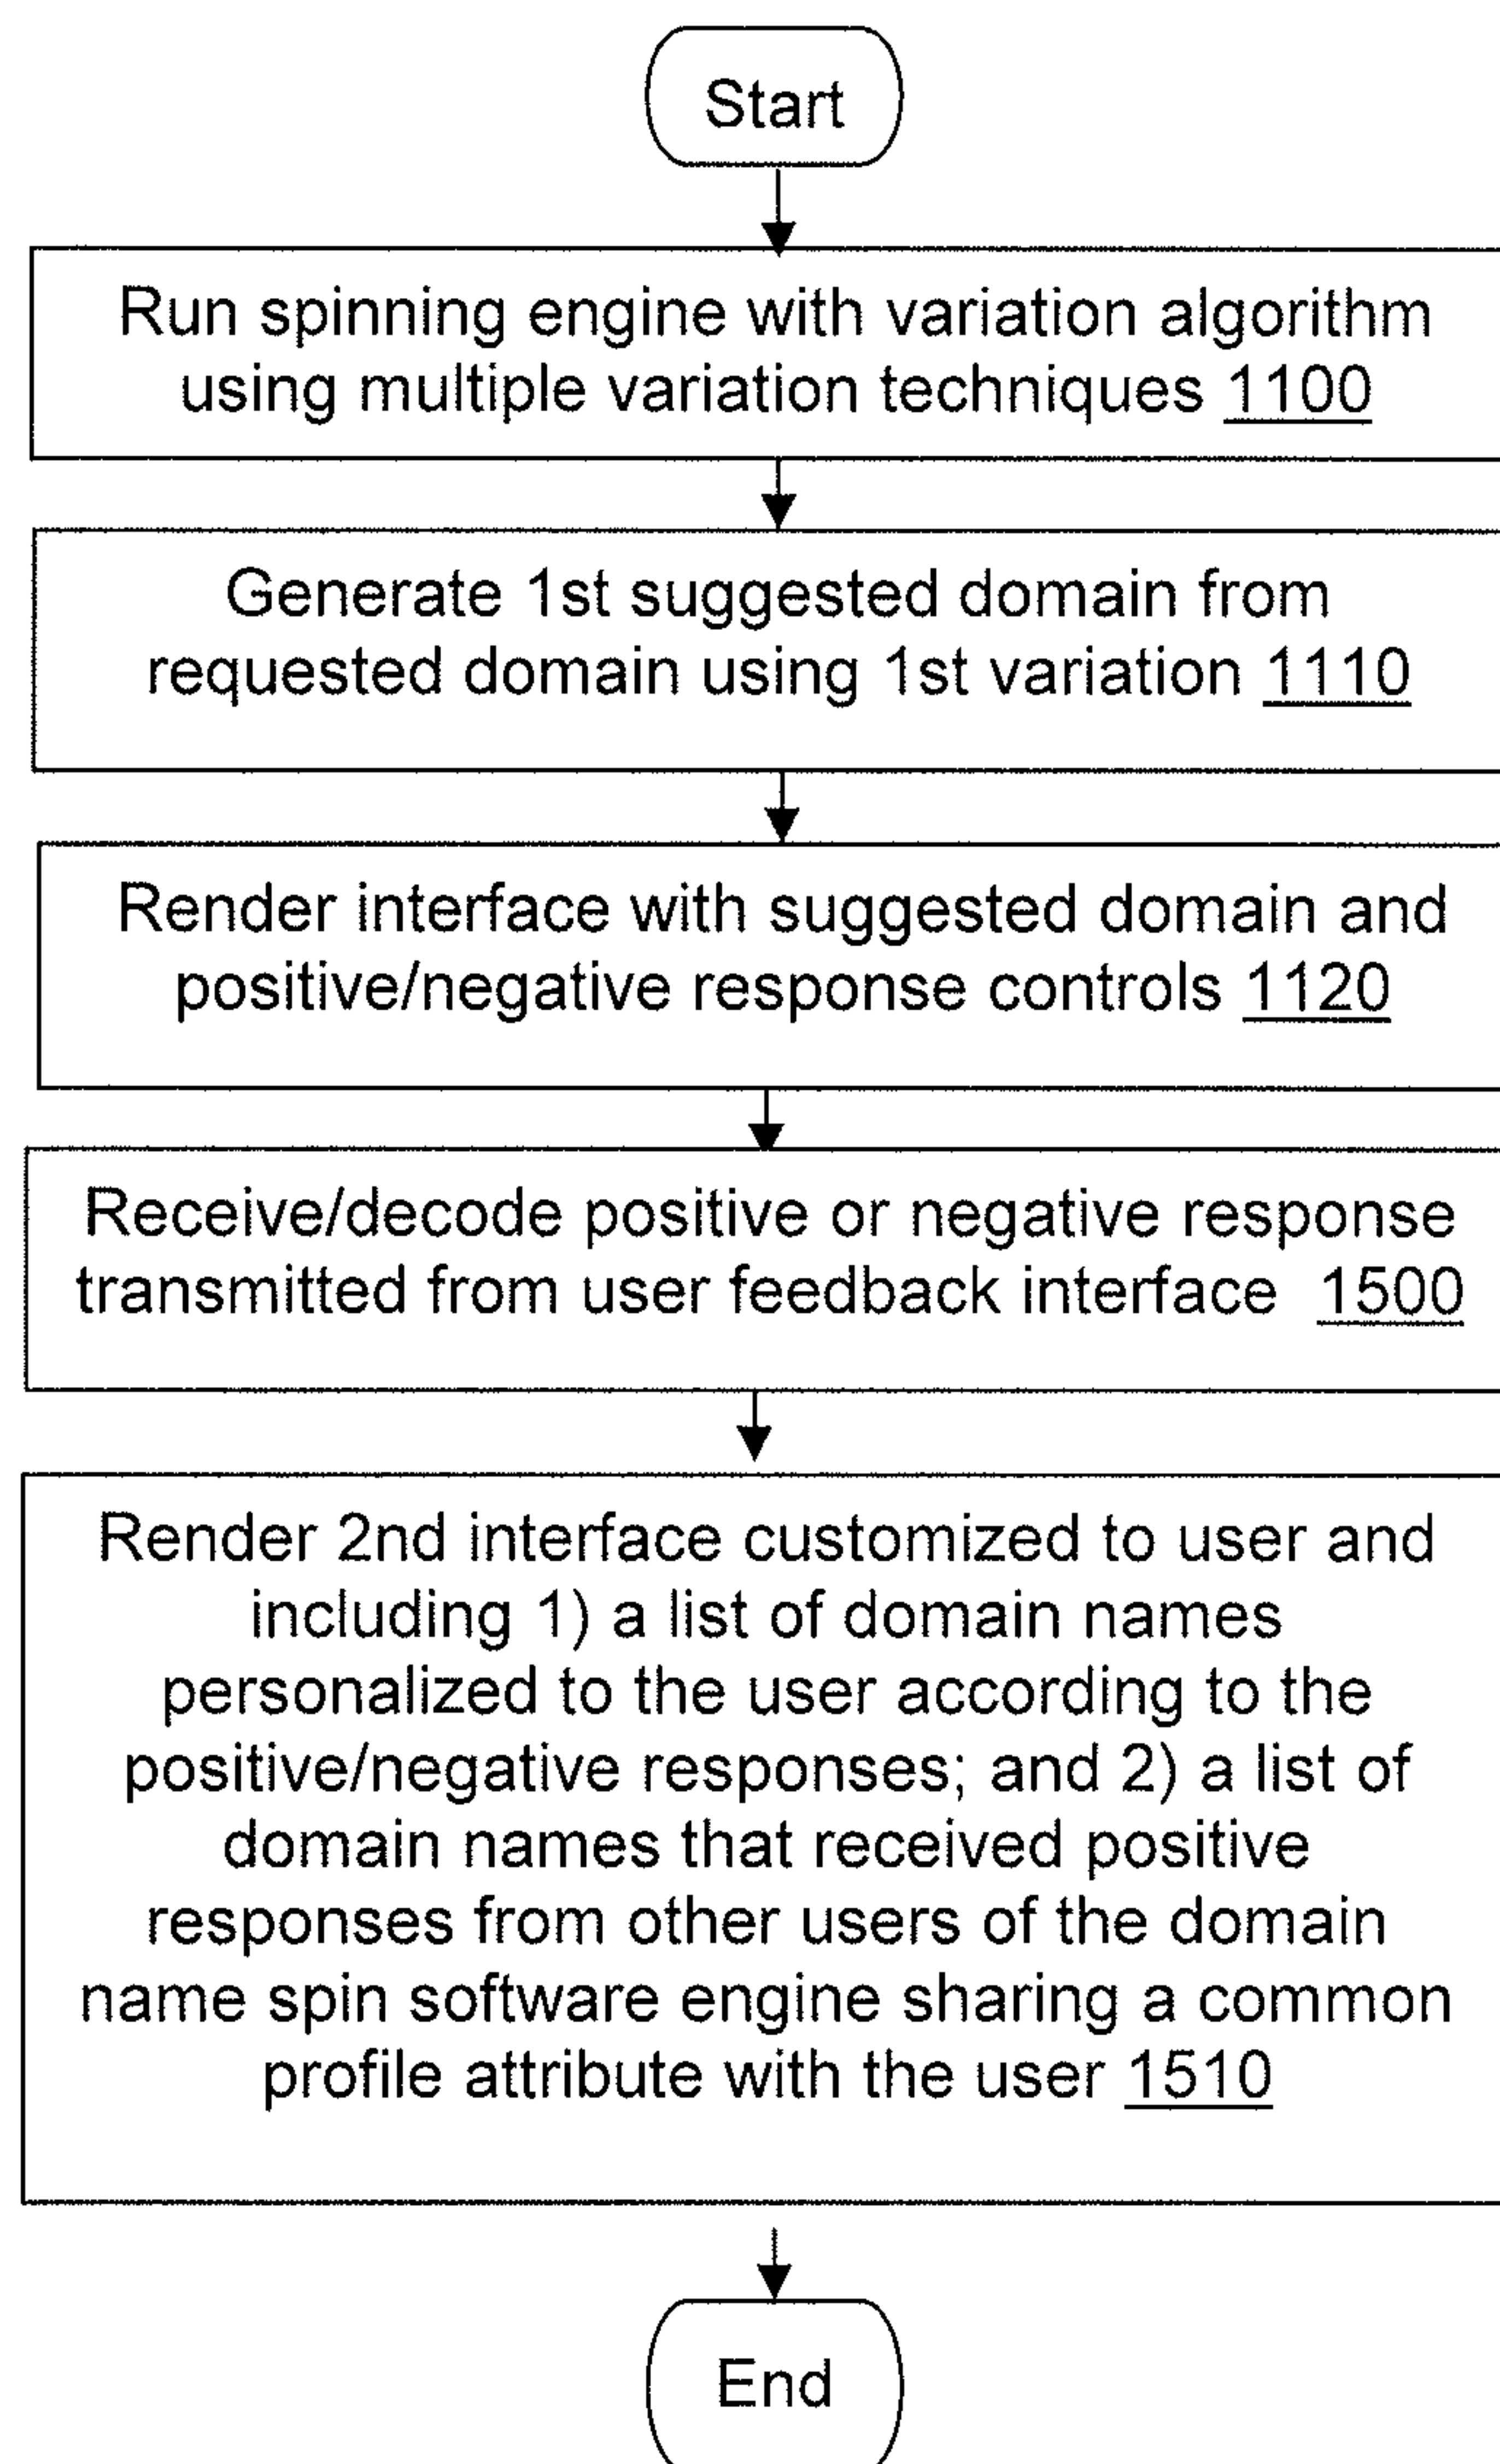 Start
Run spinning engine with variation algorithm
using multiple variation techniques 1100
Generate 1st suggested domain from
requested domain using 1st variation 1110
Render interface with suggested domain and
positive/negative response controls 1120
Receive/decode positive or negative response
transmitted from user feedback interface 1500
Render 2nd interface customized to user and
including 1) a list of domain names
personalized to the user according to the
positive/negative responses; and 2) a list of
domain names that received positive
responses from other users of the domain
name spin software engine sharing a common
profile attribute with the user 1510
End